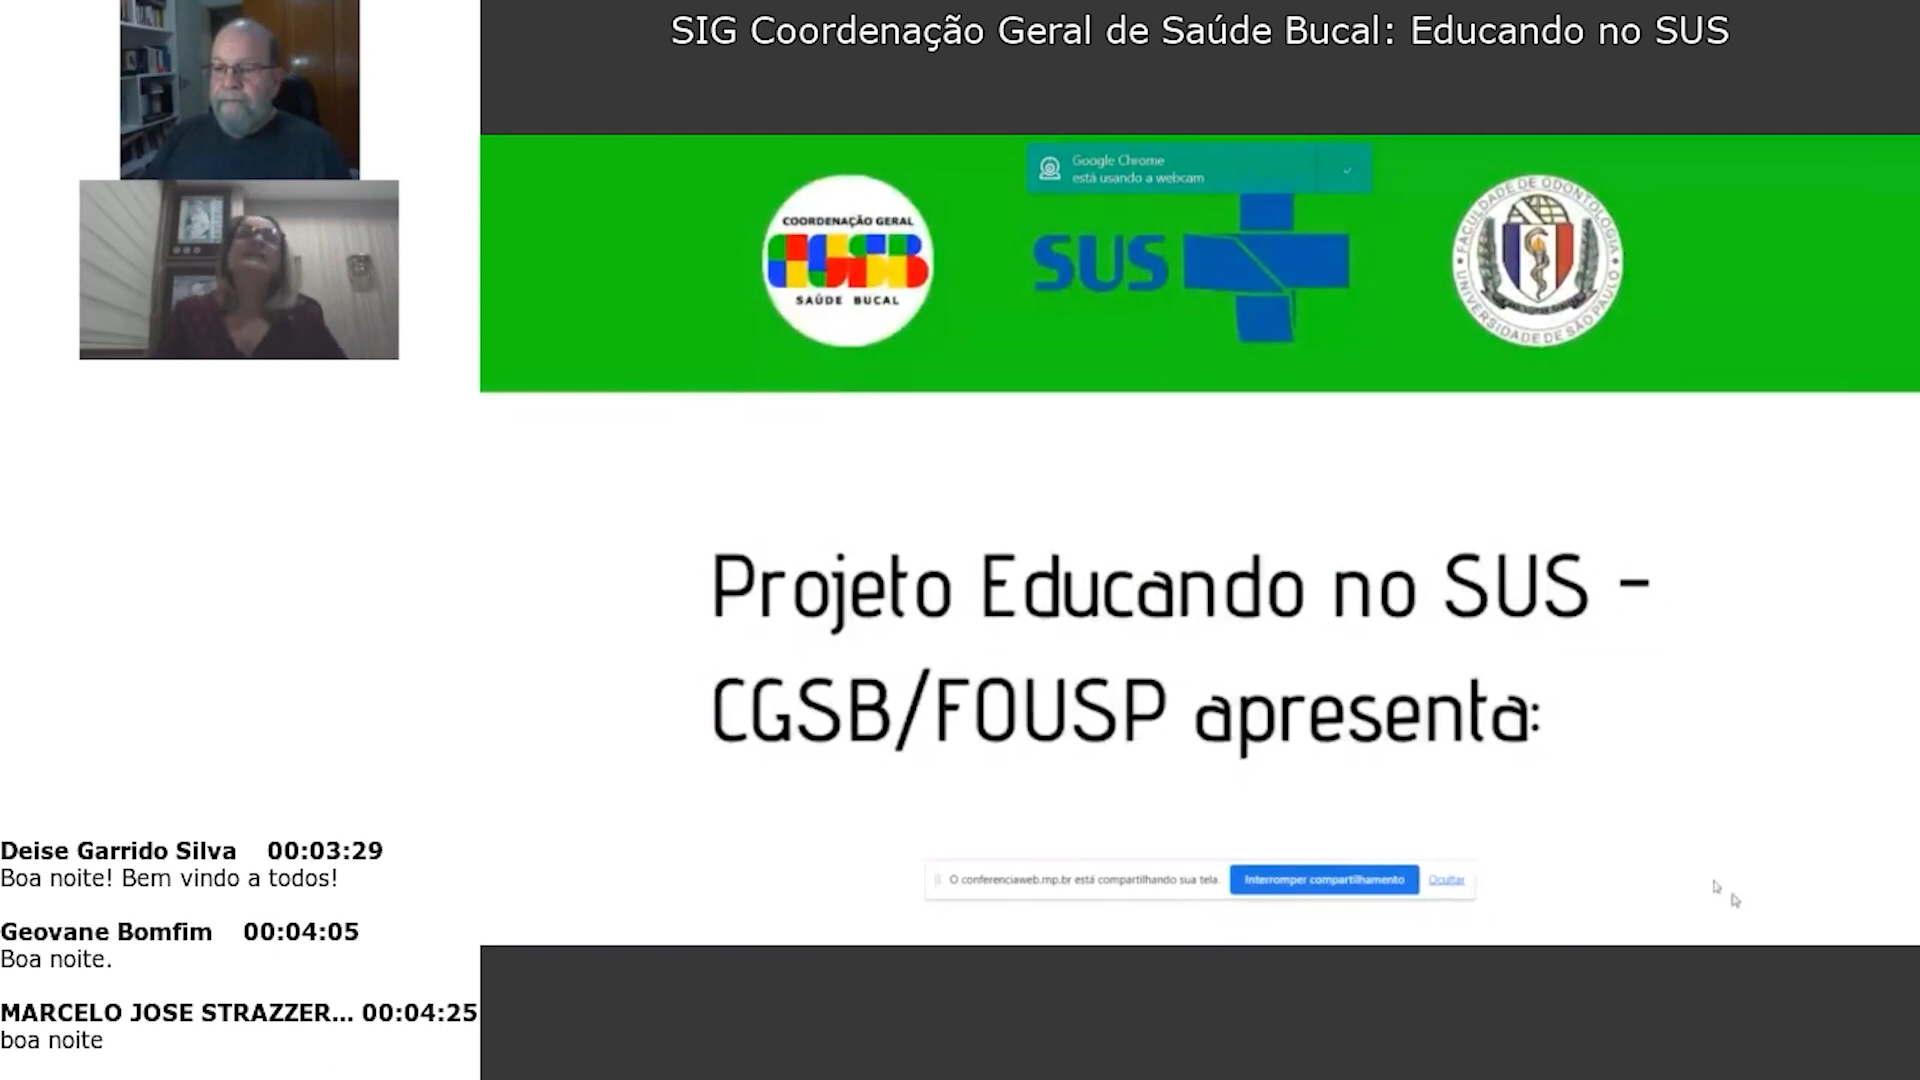 SIG Coordenação Geral de Saúde Bucal: Educando no SUS
Google Chrome
está usando a webcam
COORDENAÇÃO GERAL
CGSB
SAÚDE BUCAL
SUS
FACULDADE DE ODONTOLOGIA
UNIVERSIDADE DE SÃO PAULO
Projeto Educando no SUS -
CGSB/FOUSP apresenta:
O conferenciaweb.rnp.br está compartilhando sua tela.
Interromper compartilhamento
Ocultar
Deise Garrido Silva 00:03:29
Boa noite! Bem vindo a todos!
Geovane Bomfim 00:04:05
Boa noite.
MARCELO JOSE STRAZZER... 00:04:25
boa noite